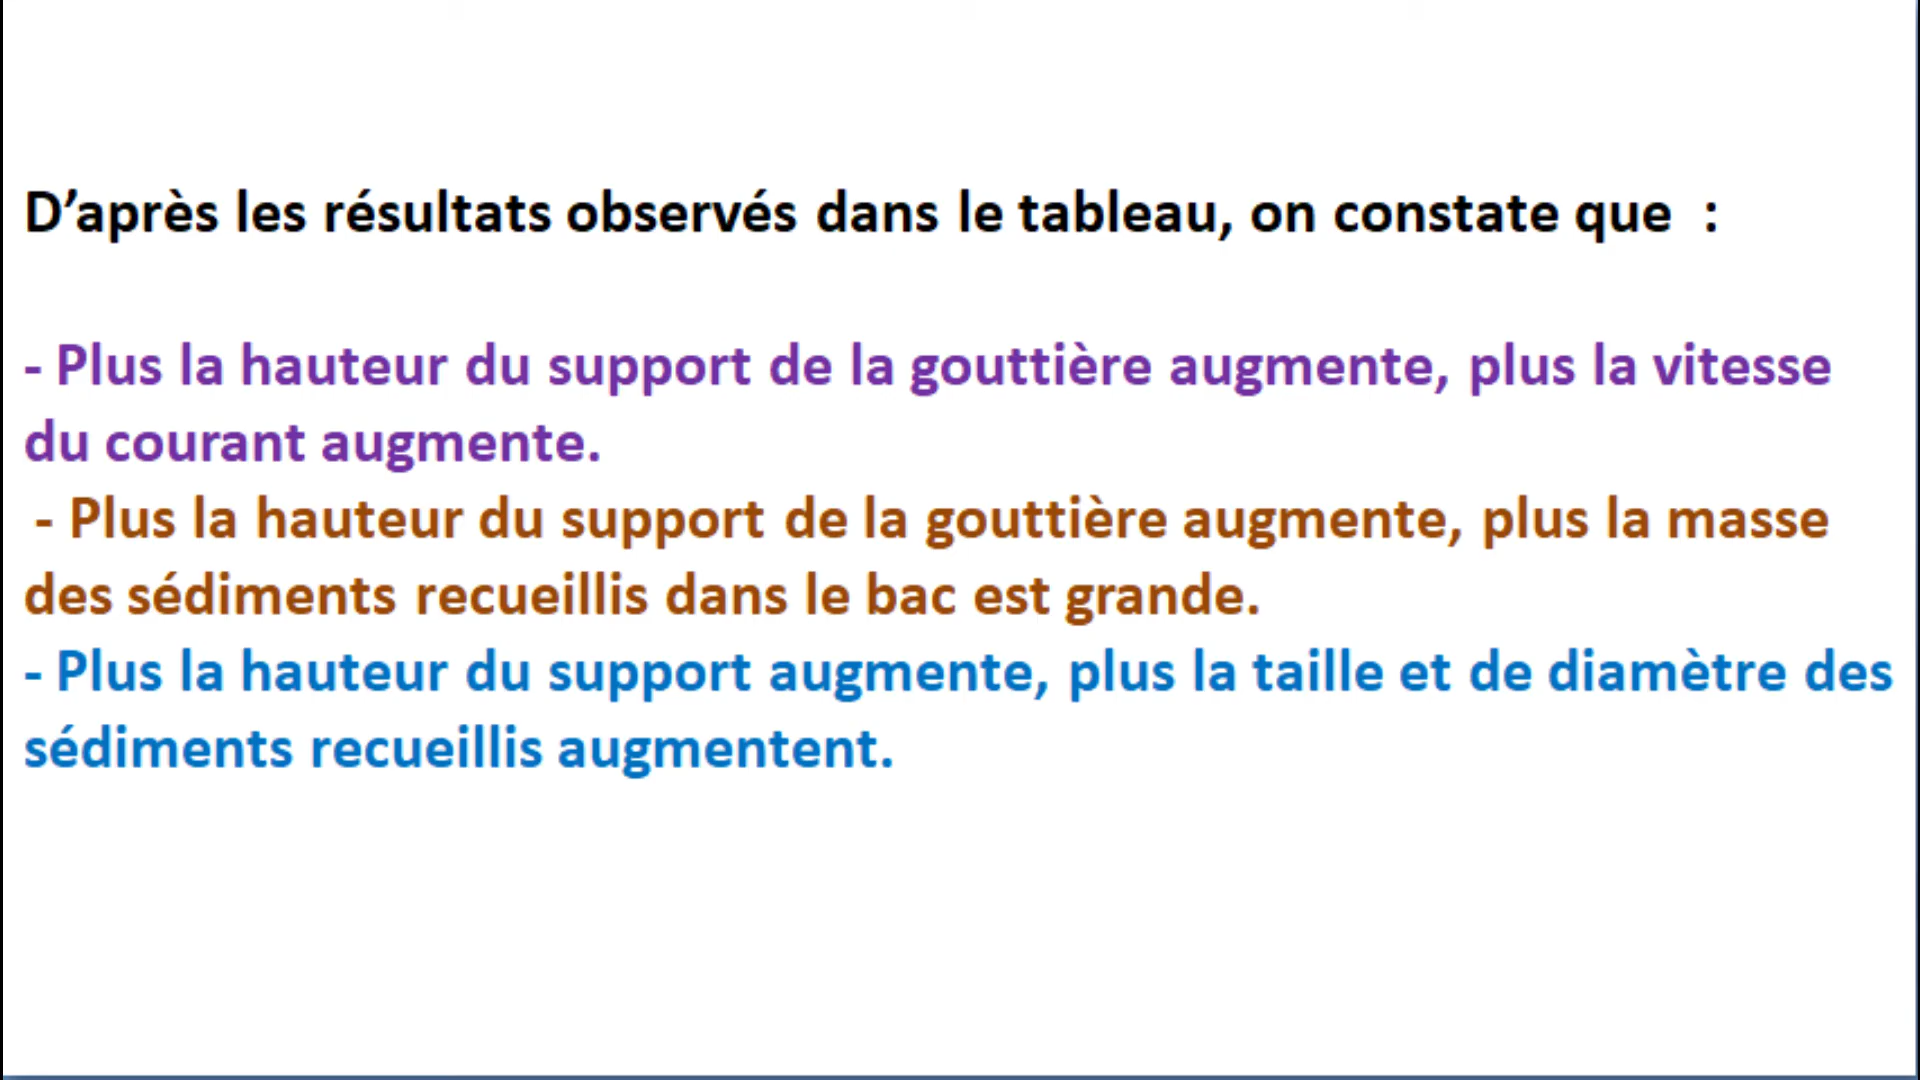 D’après les résultats observés dans le tableau, on constate que  :
- Plus la hauteur du support de la gouttière augmente, plus la vitesse
du courant augmente.
- Plus la hauteur du support de la gouttière augmente, plus la masse
des sédiments recueillis dans le bac est grande.
- Plus la hauteur du support augmente, plus la taille et de diamètre des
sédiments recueillis augmentent.